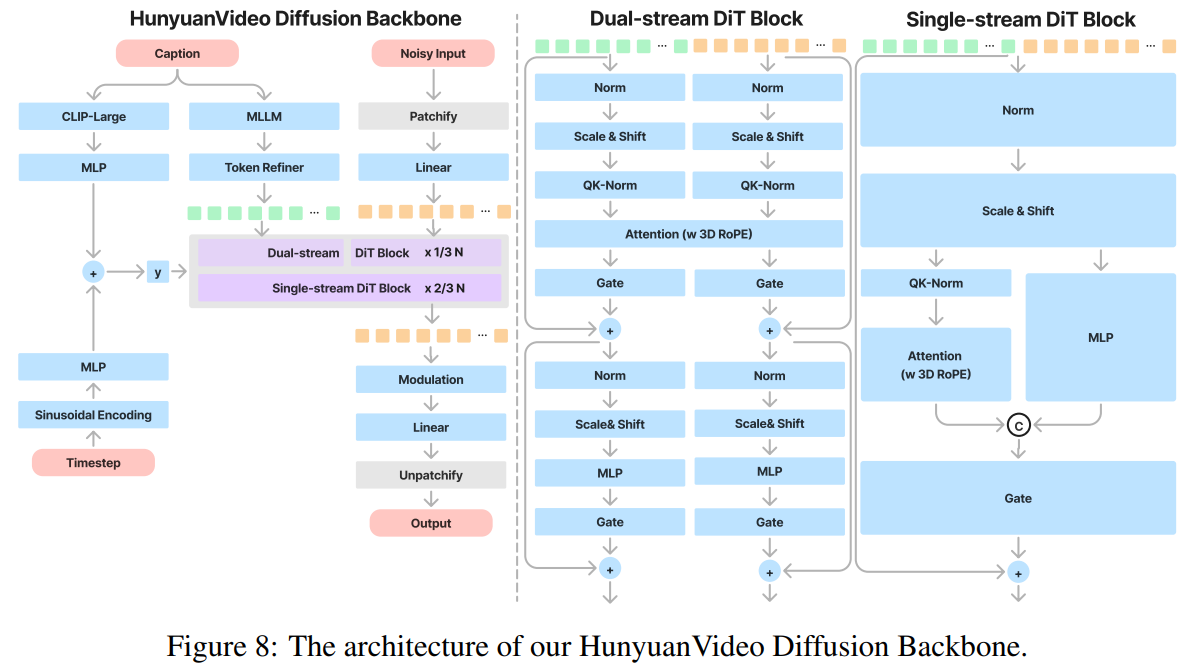 HunyuanVideo Diffusion Backbone
Caption
Noisy Input
CLIP-Large
MLLM
Patchify
MLP
Token Refiner
Linear
...
...
Dual-stream DiT Block x 1/3 N
+
y
Single-stream DiT Block x 2/3 N
...
MLP
Modulation
Sinusoidal Encoding
Linear
Timestep
Unpatchify
Output
Dual-stream DiT Block
...
...
Norm
Norm
Scale & Shift
Scale & Shift
QK-Norm
QK-Norm
Attention (w 3D RoPE)
Gate
Gate
+
+
Norm
Norm
Scale& Shift
Scale& Shift
MLP
MLP
Gate
Gate
+
+
Single-stream DiT Block
...
...
Norm
Scale & Shift
QK-Norm
MLP
Attention
(w 3D RoPE)
C
Gate
+
Figure 8: The architecture of our HunyuanVideo Diffusion Backbone.